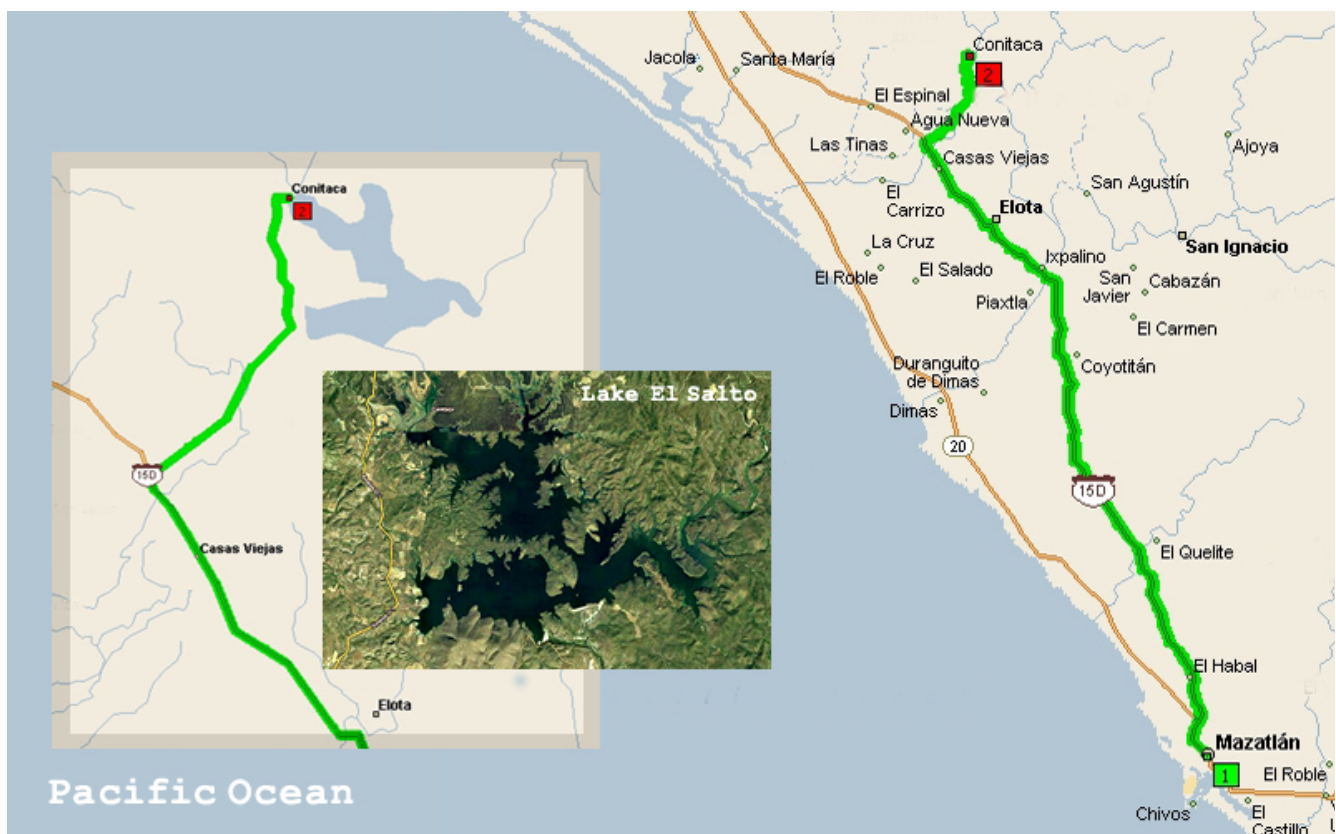 Conitaca
2
Jacola
Santa María
El Espinal
Agua Nueva
Las Tinas
Casas Viejas
Ajoya
El
Carrizo
San Agustín
Elota
La Cruz
San Ignacio
Ixpalino
El Roble
El Salado
San
Javier
Cabazán
Piaxtla
El Carmen
Coyotitán
Duranguito
de Dimas
Dimas
20
15D
El Quelite
El Habal
Mazatlán
1
El Roble
Chivos
El
Castillo
Conitaca
2
15D
Casas Viejas
Elota
Lake El Salto
Pacific Ocean